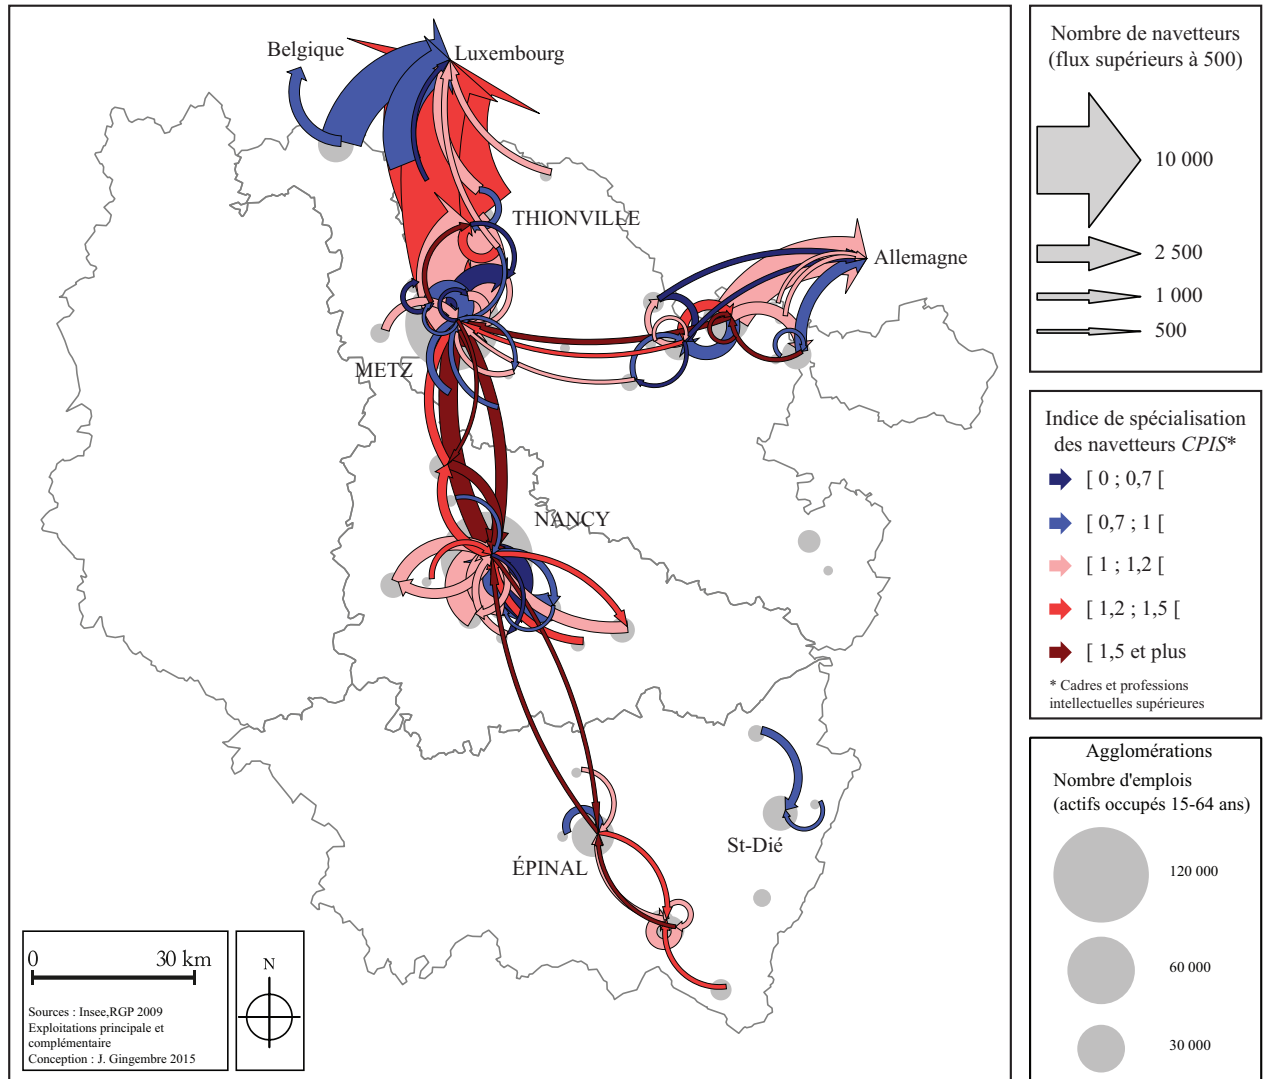 Belgique
Luxembourg
THIONVILLE
Allemagne
METZ
NANCY
ÉPINAL
St-Dié
0 30 km
Sources : Insee,RGP 2009
Exploitations principale et
complémentaire
Conception : J. Gingembre 2015
N
Nombre de navetteurs
(flux supérieurs à 500)
10 000
2 500
1 000
500
Indice de spécialisation
des navetteurs CPIS*
[ 0 ; 0,7 [
[ 0,7 ; 1 [
[ 1 ; 1,2 [
[ 1,2 ; 1,5 [
[ 1,5 et plus
* Cadres et professions
intellectuelles supérieures
Agglomérations
Nombre d'emplois
(actifs occupés 15-64 ans)
120 000
60 000
30 000